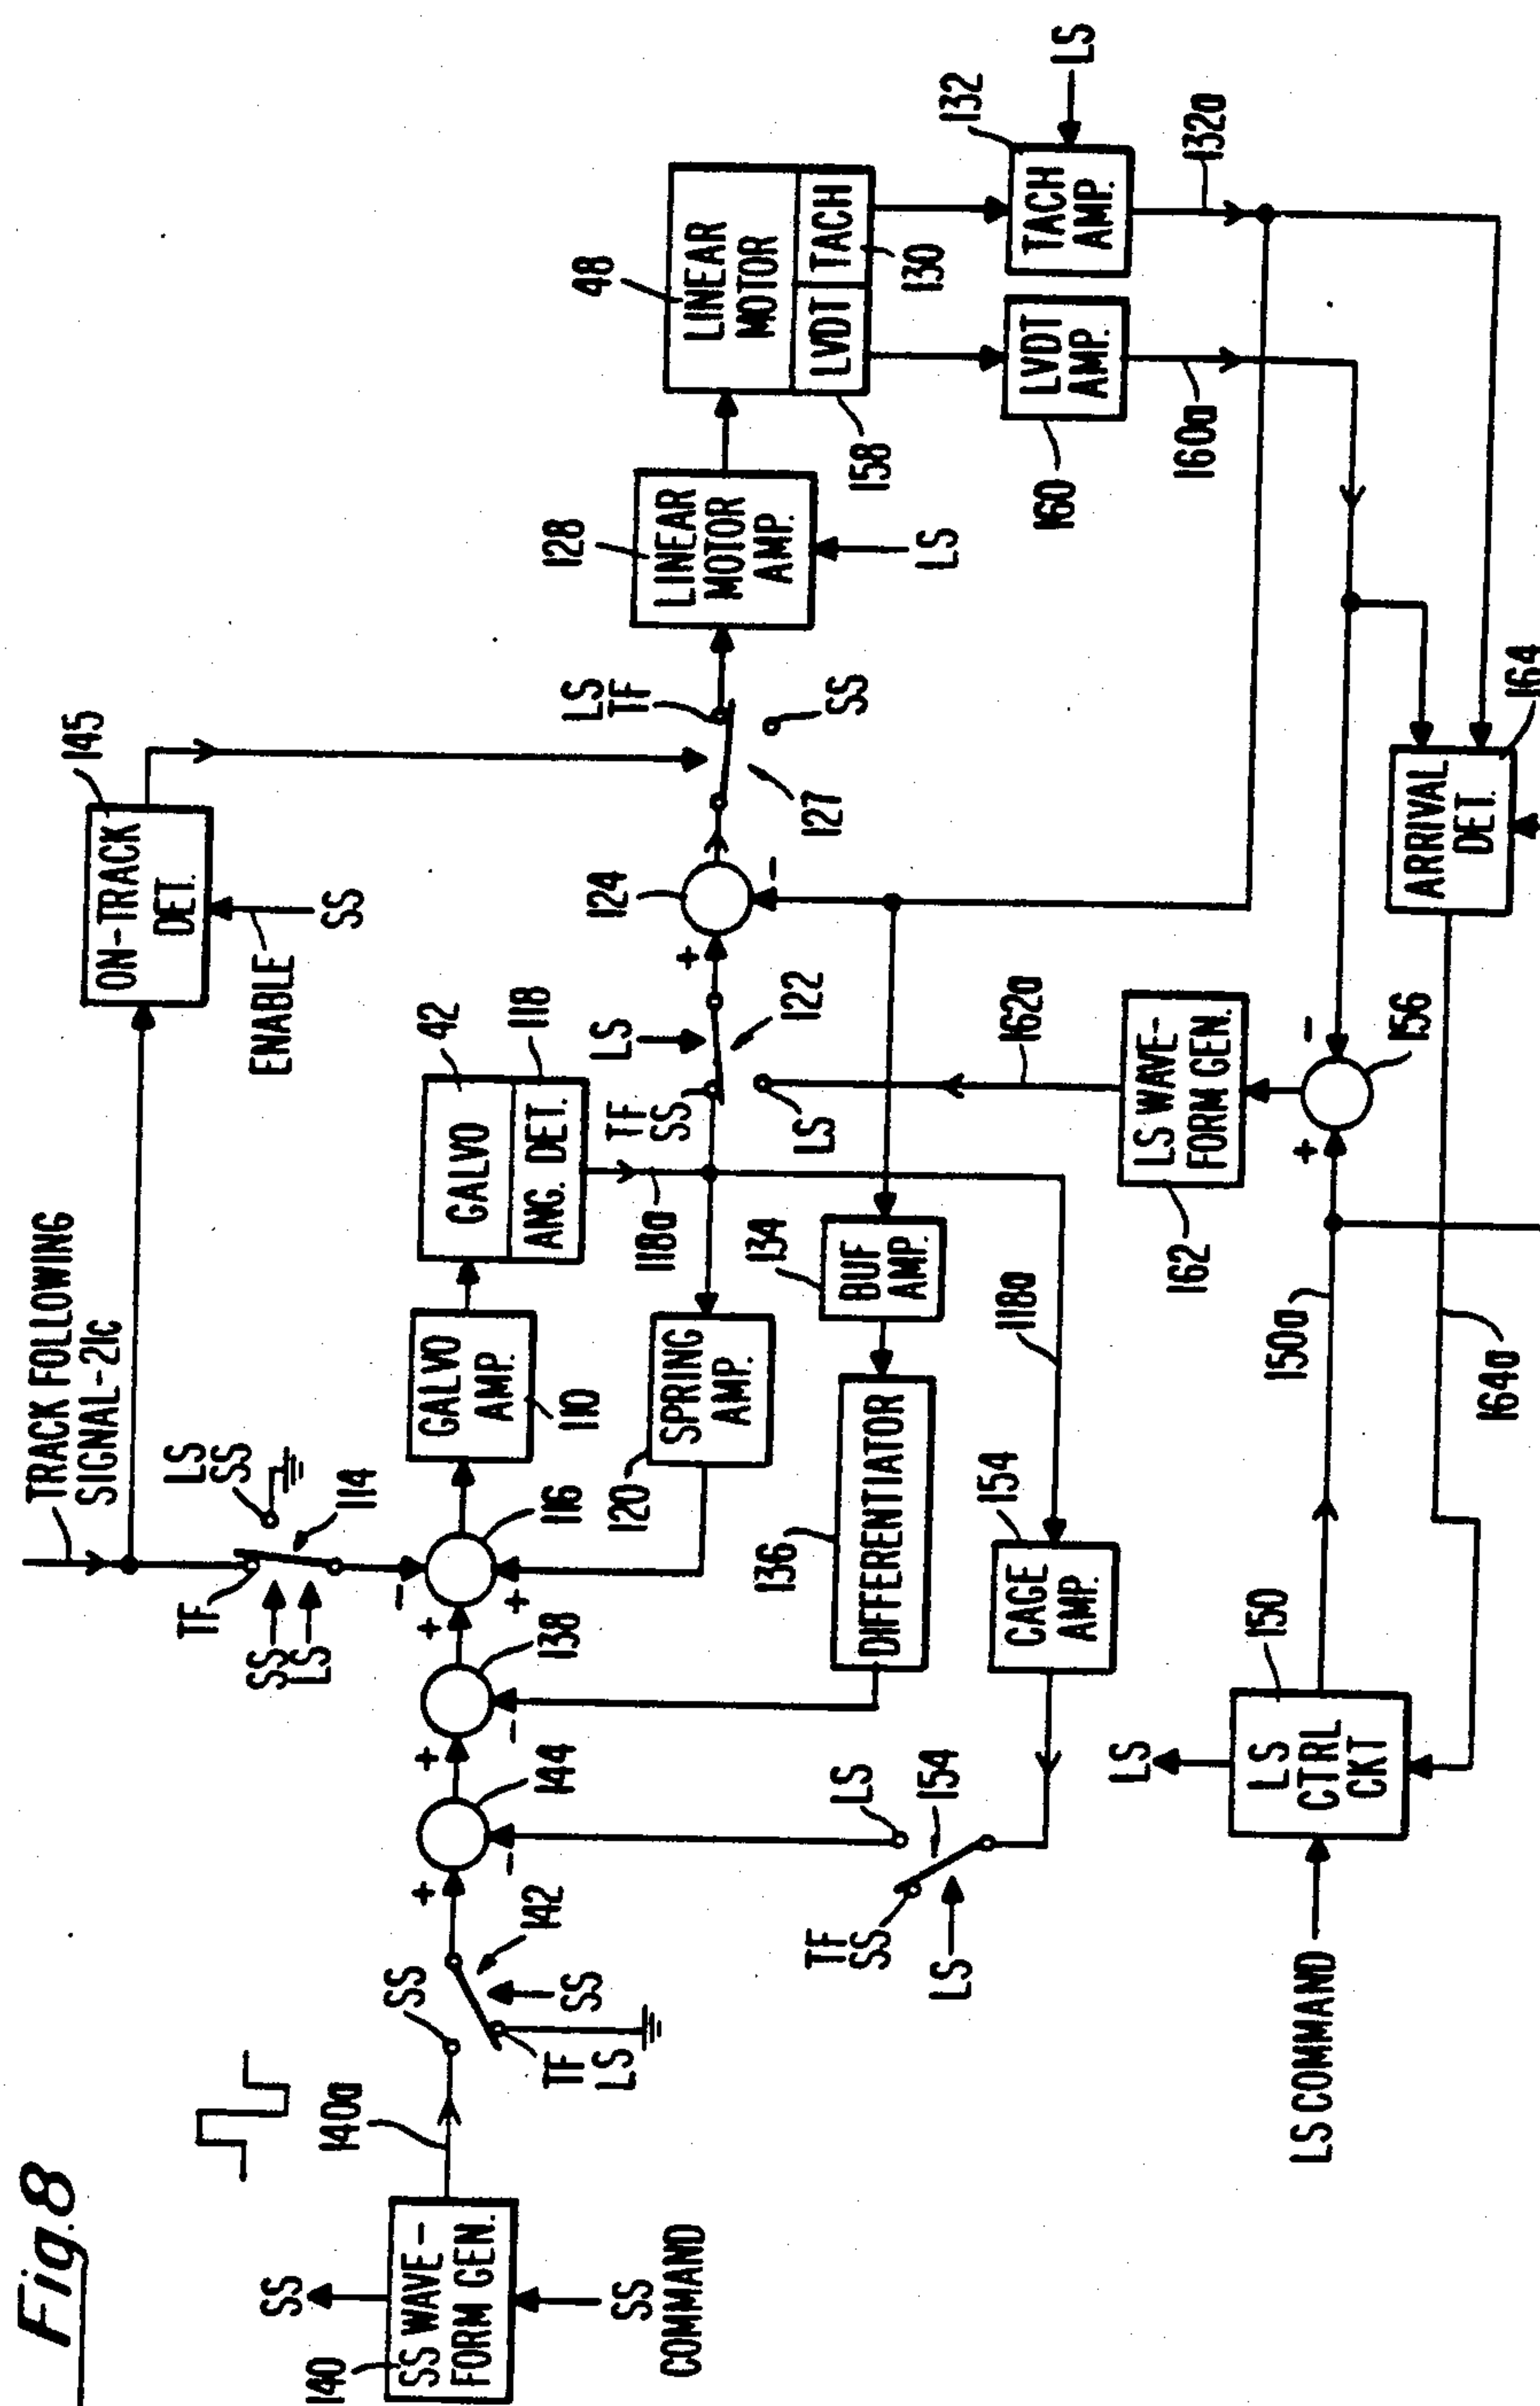 Fig. 8
TRACK FOLLOWING
SIGNAL-21c
145
ON-TRACK
DET.
ENABLE
SS
TF
SS
LS
LS
SS
114
140
SS WAVE-
FORM GEN.
SS
SS
COMMAND
140a
SS
TF
LS
SS
142
+
-
144
+
-
138
+
-
+
116
GALVO
AMP.
110
42
GALVO
ANG. DET.
118
118a
120
SPRING
AMP.
TF
SS
LS
LS
122
+
-
124
LS
TF
SS
127
128
LINEAR
MOTOR
AMP.
LS
48
LINEAR
MOTOR
LVDT
TACH
158
130
132
TACH
AMP.
LS
132a
160
LVDT
AMP.
160a
134
BUF
AMP.
136
DIFFERENTIATOR
118a
154
CAGE
AMP.
LS
154
TF
SS
LS
162a
LS WAVE-
FORM GEN.
162
+
-
156
ARRIVAL
DET.
164
164a
150a
150
LS
CTRL
CKT
LS
LS COMMAND